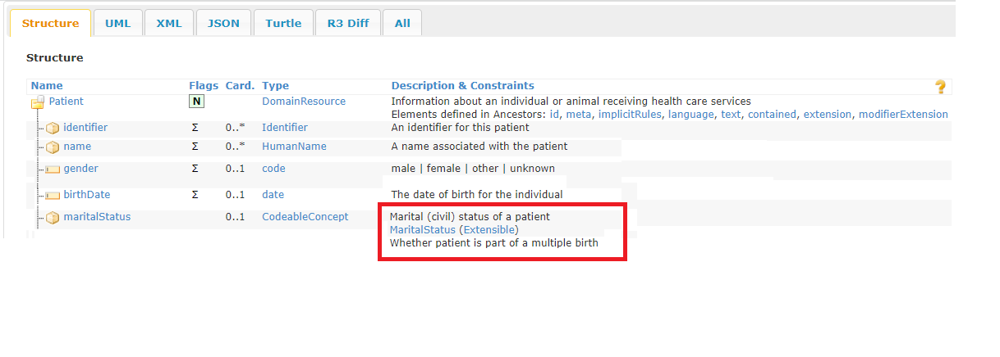 Structure UML XML JSON Turtle R3 Diff All
Structure
Name Flags Card. Type Description & Constraints ?
Patient N DomainResource Information about an individual or animal receiving health care services
Elements defined in Ancestors: id, meta, implicitRules, language, text, contained, extension, modifierExtension
identifier Σ 0..* Identifier An identifier for this patient
name Σ 0..* HumanName A name associated with the patient
gender Σ 0..1 code male | female | other | unknown
birthDate Σ 0..1 date The date of birth for the individual
maritalStatus 0..1 CodeableConcept Marital (civil) status of a patient
MaritalStatus (Extensible)
Whether patient is part of a multiple birth